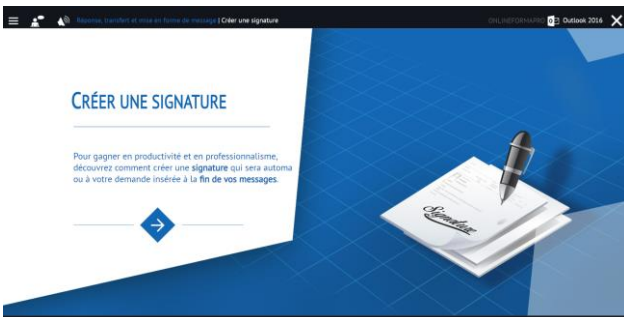 Réponse, transfert et mise en forme de message | Créer une signature
ONLINEFORMAPRO Outlook 2016
CRÉER UNE SIGNATURE
Pour gagner en productivité et en professionnalisme,
découvrez comment créer une signature qui sera automa
ou à votre demande insérée à la fin de vos messages.
Signature